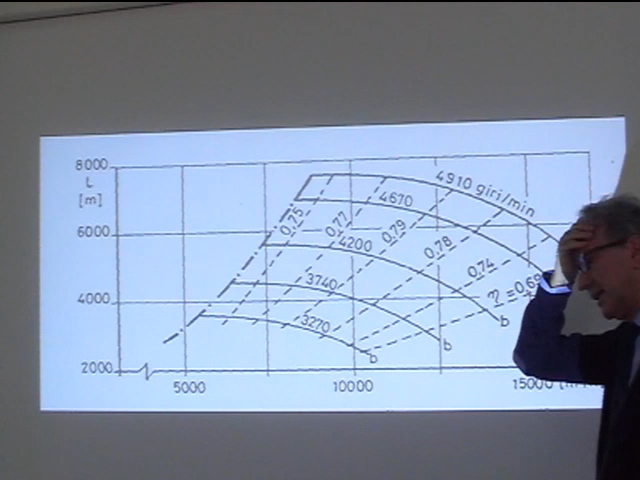 8000
L
[m]
6000
4000
2000
5000
10000
15000
4910 giri/min
4670
4200
3740
3270
0.75
0.77
0.79
0.78
0.74
η = 0.69
b
b
b